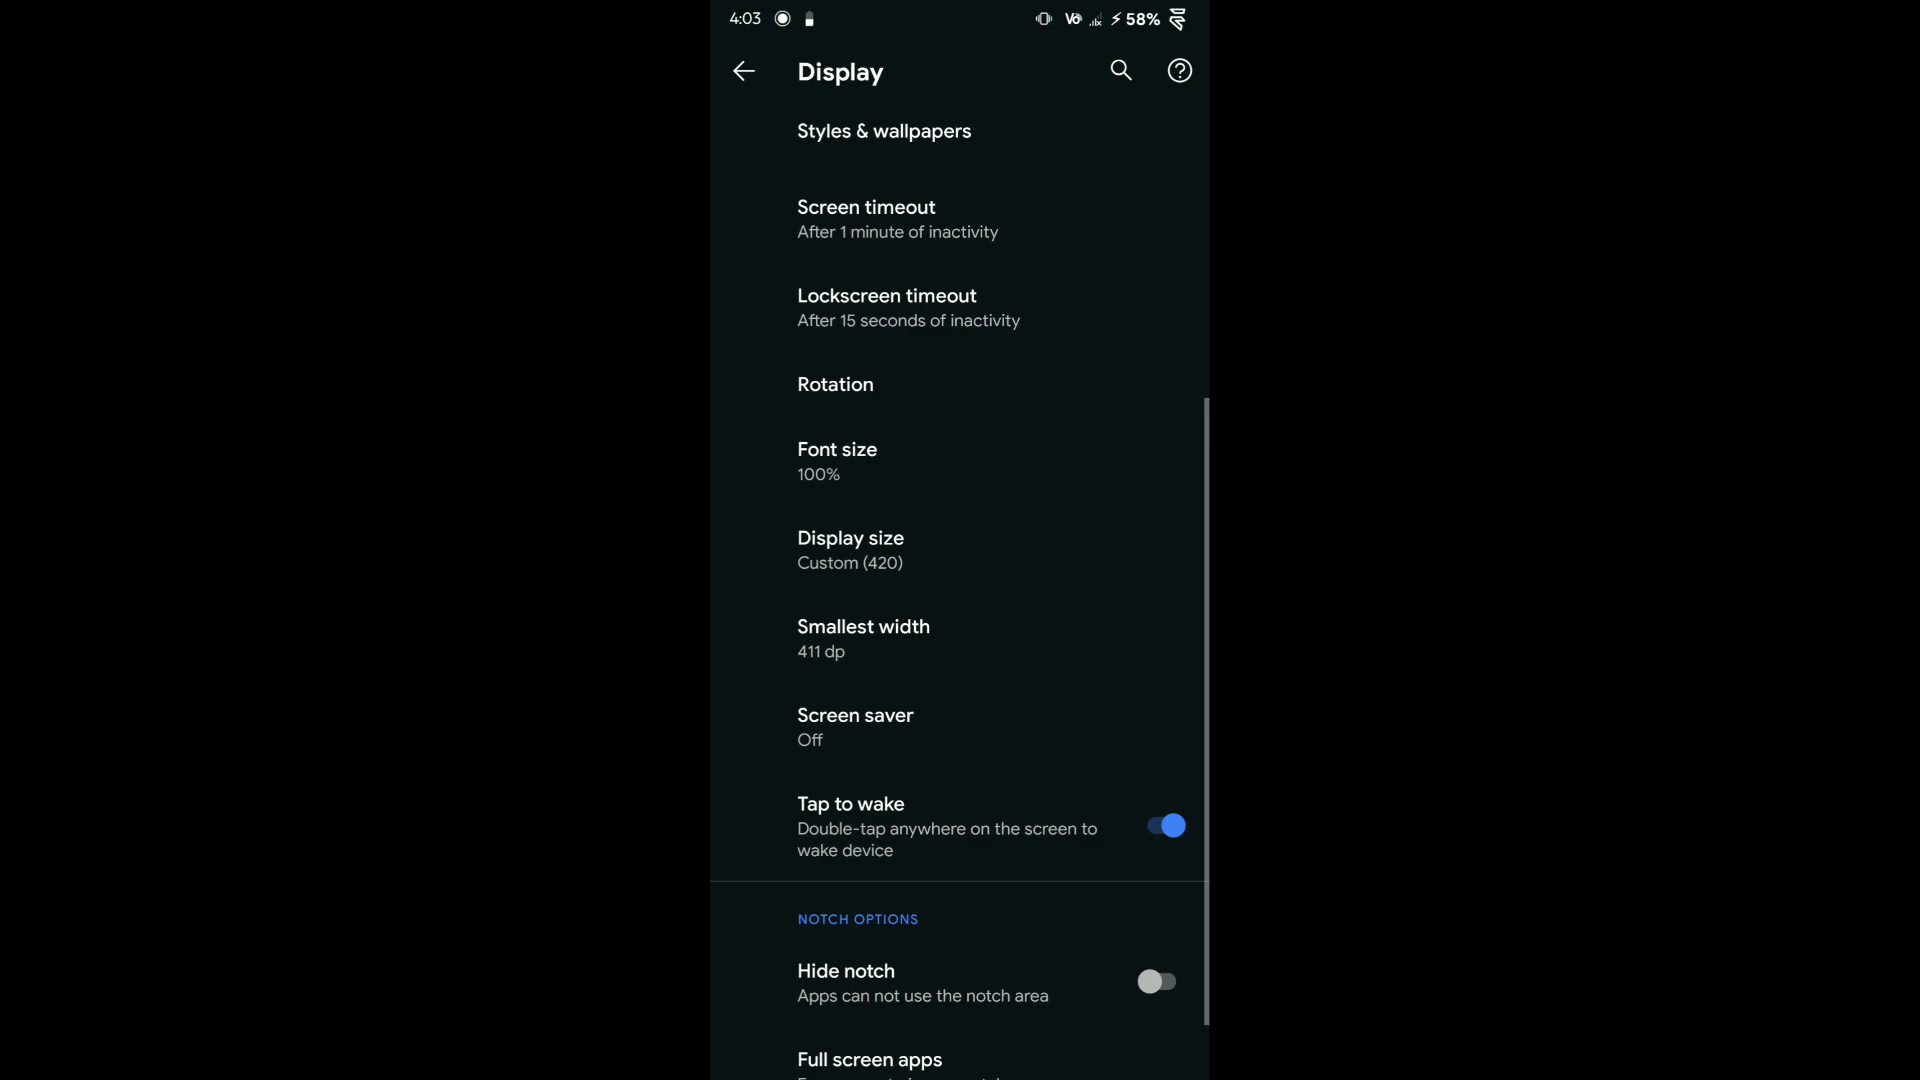 4:03 58%
Display
Styles & wallpapers
Screen timeout
After 1 minute of inactivity
Lockscreen timeout
After 15 seconds of inactivity
Rotation
Font size
100%
Display size
Custom (420)
Smallest width
411 dp
Screen saver
Off
Tap to wake
Double-tap anywhere on the screen to
wake device
NOTCH OPTIONS
Hide notch
Apps can not use the notch area
Full screen apps